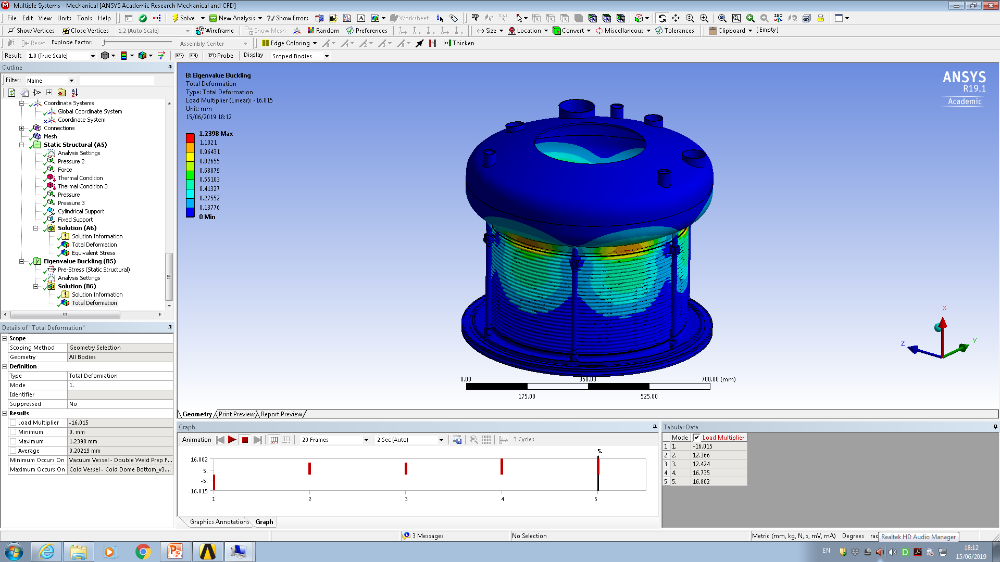 Multiple Systems - Mechanical [ANSYS Academic Research Mechanical and CFD]
File Edit View Units Tools Help Solve New Analysis Show Errors Worksheet
Show Vertices Close Vertices 1.2 (Auto Scale) Wireframe Show Mesh Random Preferences Size Location Convert Miscellaneous Tolerances Clipboard [Empty]
Reset Explode Factor: Assembly Center Edge Coloring Thicken
Result 1.0 (True Scale) MAX MIN Probe Display Scoped Bodies
Outline
Filter: Name
Coordinate Systems
Global Coordinate System
Coordinate System
Connections
Mesh
Static Structural (A5)
Analysis Settings
Pressure 2
Force
Thermal Condition
Thermal Condition 3
Pressure
Pressure 3
Cylindrical Support
Fixed Support
Solution (A6)
Solution Information
Total Deformation
Equivalent Stress
Eigenvalue Buckling (B5)
Pre-Stress (Static Structural)
Analysis Settings
Solution (B6)
Solution Information
Total Deformation
Details of "Total Deformation"
Scope
Scoping Method Geometry Selection
Geometry All Bodies
Definition
Type Total Deformation
Mode 1.
Identifier
Suppressed No
Results
Load Multiplier -16.015
Minimum 0. mm
Maximum 1.2398 mm
Average 0.20219 mm
Minimum Occurs On Vacuum Vessel - Double Weld Prep F...
Maximum Occurs On Cold Vessel - Cold Dome Bottom_v3....
B: Eigenvalue Buckling
Total Deformation
Type: Total Deformation
Load Multiplier (Linear): -16.015
Unit: mm
15/06/2019 18:12
1.2398 Max
1.1021
0.96431
0.82655
0.68879
0.55103
0.41327
0.27552
0.13776
0 Min
ANSYS
R19.1
Academic
X
Y
Z
0.00 350.00 700.00 (mm)
175.00 525.00
Geometry Print Preview Report Preview
Graph
Animation 20 Frames 2 Sec (Auto) 3 Cycles
5.
16.802
5.
-5.
-16.015
1 2 3 4 5
Graphics Annotations Graph
Tabular Data
Mode Load Multiplier
1 1. -16.015
2 2. 12.366
3 3. 12.424
4 4. 16.735
5 5. 16.802
3 Messages No Selection Metric (mm, kg, N, s, mV, mA) Degrees
Realtek HD Audio Manager
EN
18:12
15/06/2019